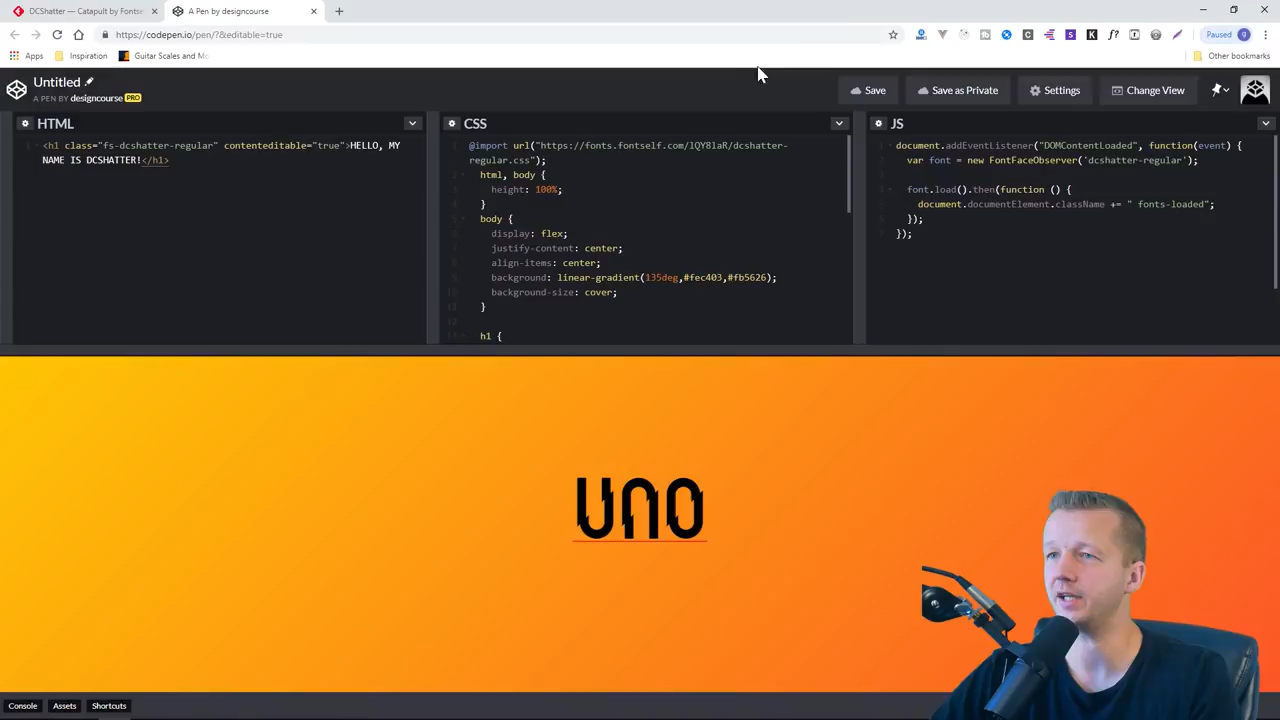 DCShatter — Catapult by Fontse
A Pen by designcourse
https://codepen.io/pen/?&editable=true
Paused
Apps
Inspiration
Guitar Scales and Mo
Other bookmarks
Untitled
A PEN BY designcourse PRO
Save
Save as Private
Settings
Change View
HTML
<h1 class="fs-dcshatter-regular" contenteditable="true">HELLO, MY
NAME IS DCSHATTER!</h1>
CSS
@import url("https://fonts.fontself.com/lQY8laR/dcshatter-
regular.css");
html, body {
height: 100%;
}
body {
display: flex;
justify-content: center;
align-items: center;
background: linear-gradient(135deg,#fec403,#fb5626);
background-size: cover;
}
h1 {
JS
document.addEventListener("DOMContentLoaded", function(event) {
var font = new FontFaceObserver('dcshatter-regular');
font.load().then(function () {
document.documentElement.className += " fonts-loaded";
});
});
UNO
Console
Assets
Shortcuts